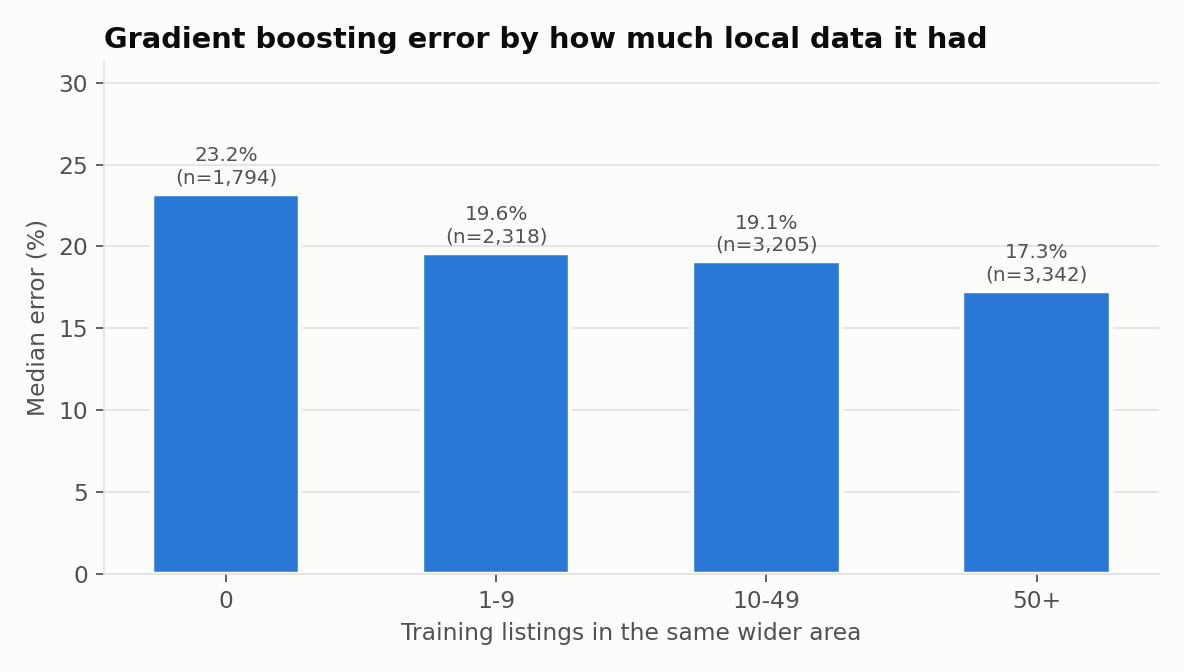 Gradient boosting error by how much local data it had
Median error (%)
30
25
20
15
10
5
0
23.2%
(n=1,794)
19.6%
(n=2,318)
19.1%
(n=3,205)
17.3%
(n=3,342)
0
1-9
10-49
50+
Training listings in the same wider area